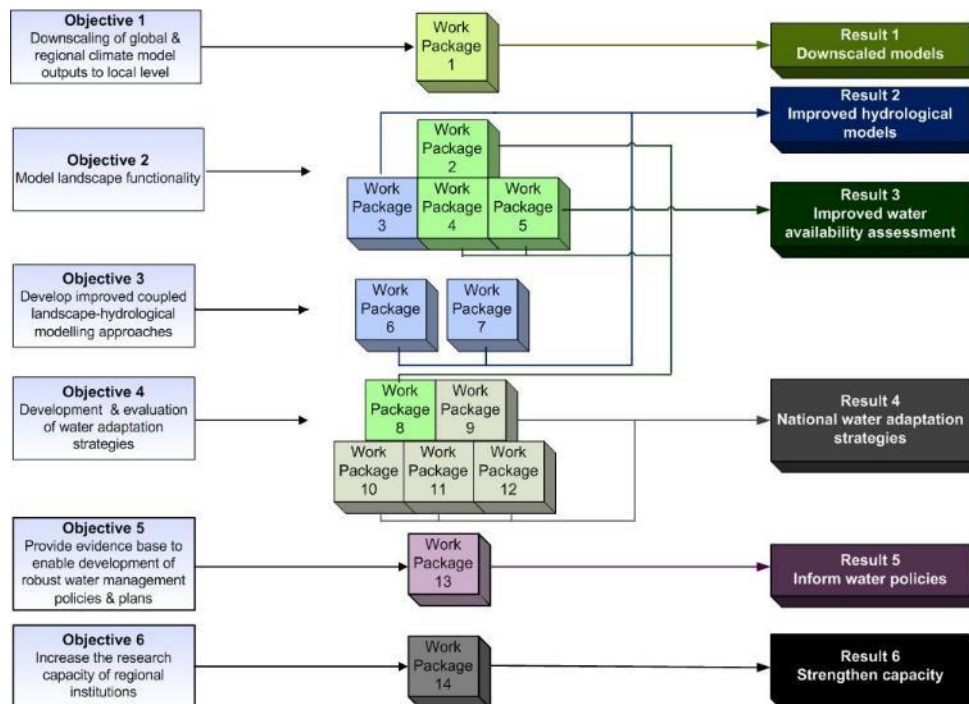 Objective 1
Downscaling of global &
regional climate model
outputs to local level
Work
Package
1
Result 1
Downscaled models
Result 2
Improved hydrological
models
Objective 2
Model landscape functionality
Work
Package
2
Work
Package
3
Work
Package
4
Work
Package
5
Result 3
Improved water
availability assessment
Objective 3
Develop improved coupled
landscape-hydrological
modelling approaches
Work
Package
6
Work
Package
7
Objective 4
Development & evaluation
of water adaptation
strategies
Work
Package
8
Work
Package
9
Work
Package
10
Work
Package
11
Work
Package
12
Result 4
National water adaptation
strategies
Objective 5
Provide evidence base to
enable development of
robust water management
policies & plans
Work
Package
13
Result 5
Inform water policies
Objective 6
Increase the research
capacity of regional
institutions
Work
Package
14
Result 6
Strengthen capacity